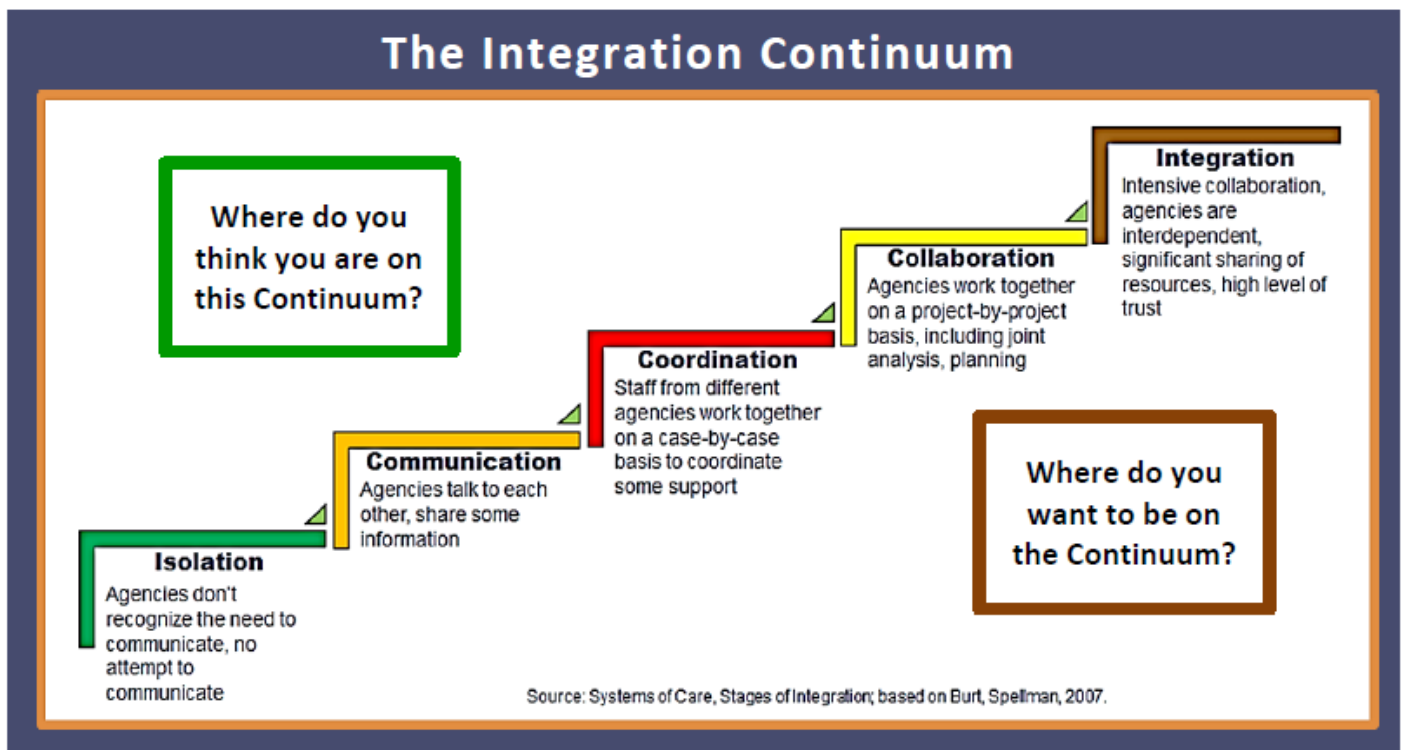 The Integration Continuum
Where do you
think you are on
this Continuum?
Isolation
Agencies don't
recognize the need to
communicate, no
attempt to
communicate
Communication
Agencies talk to each
other, share some
information
Coordination
Staff from different
agencies work together
on a case-by-case
basis to coordinate
some support
Collaboration
Agencies work together
on a project-by-project
basis, including joint
analysis, planning
Integration
Intensive collaboration,
agencies are
interdependent,
significant sharing of
resources, high level of
trust
Where do you
want to be on
the Continuum?
Source: Systems of Care, Stages of Integration; based on Burt, Spellman, 2007.